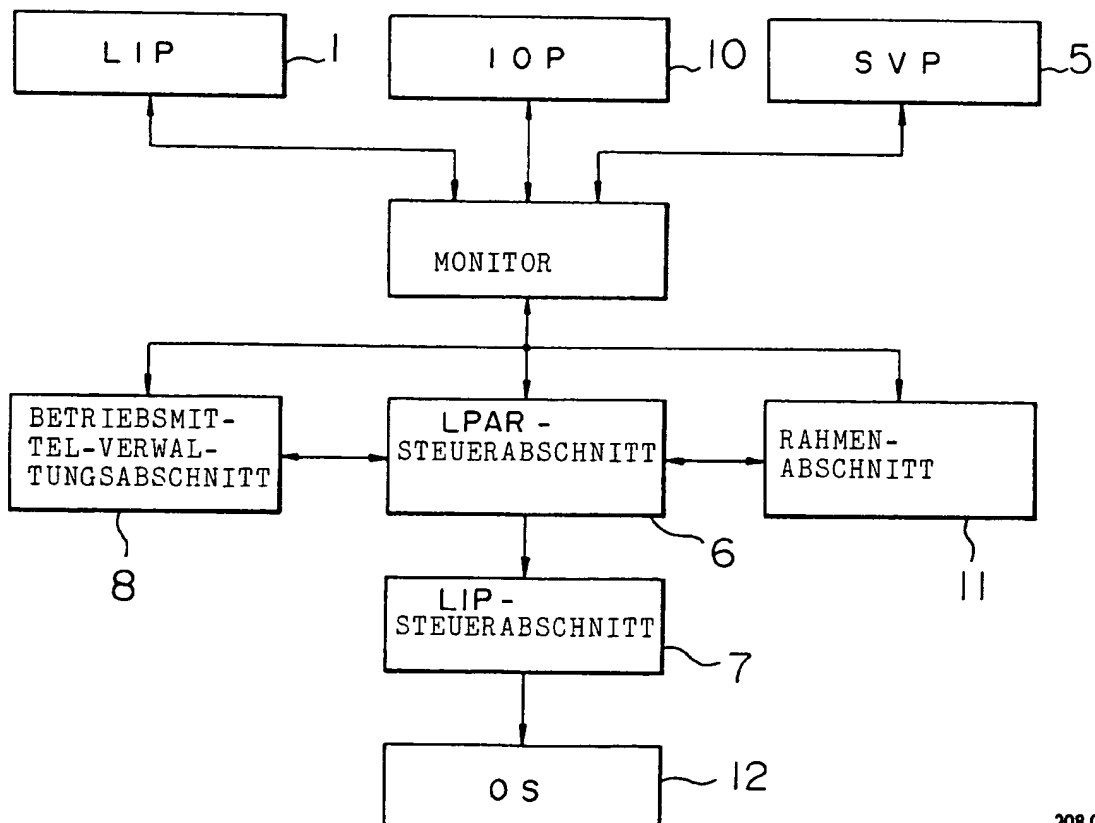 LIP
1
IOP
10
SVP
5
MONITOR
BETRIEBSMIT-
TEL-VERWAL-
TUNGSABSCHNITT
8
LPAR-
STEUERABSCHNITT
6
RAHMEN-
ABSCHNITT
11
LIP-
STEUERABSCHNITT
7
OS
12